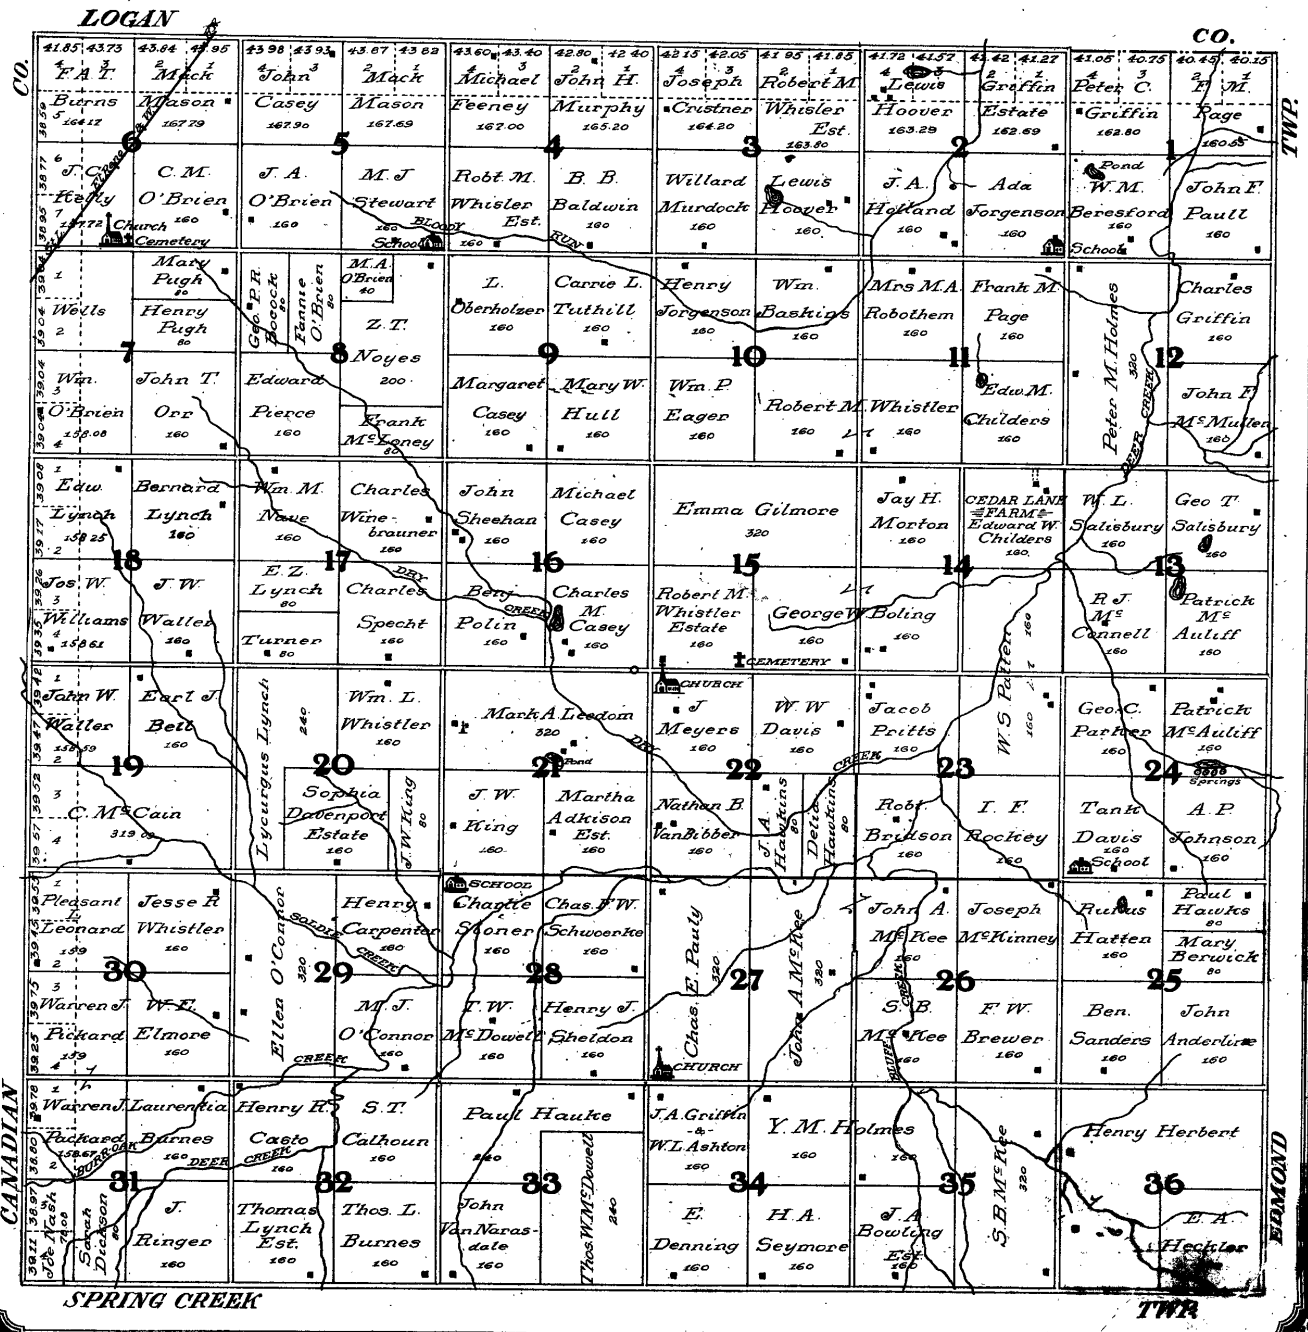 LOGAN
CO.
CO.
TWP.
41.85 43.73 43.84 43.95 43.98 43.93 43.87 43.82 43.60 43.40 42.80 42.40 42.15 42.05 41.95 41.85 41.72 41.57 41.42 41.27 41.05 40.75 40.45 40.15
F.A.T.
Burns
164.17
Mack
Mason
167.79
John
Casey
167.90
Mack
Mason
167.69
Michael
Feeney
167.00
John H.
Murphy
165.20
Joseph
Cristner
164.20
Robert M.
Whisler
Est.
163.80
Lewis
Hoover
163.29
Griffin
Estate
162.69
Peter C.
Griffin
162.80
F. M.
Page
160.55
6
5
4
3
2
1
J.C.
Kelly
157.72
C.M.
O'Brien
160
J.A.
O'Brien
160
M.J
Stewart
160
Robt. M.
Whisler
Est.
160
B. B.
Baldwin
160
Willard
Murdock
160
Lewis
Hoover
160
J.A.
Holland
160
Ada
Jorgenson
160
Pond
W.M.
Beresford
160
John F.
Paull
160
Church
Cemetery
School
BLOODY
RUN
School
Wells
Mary
Pugh
80
Henry
Pugh
80
Geo. P. R.
Bocock
80
Fannie
O'Brien
80
M.A.
O'Brien
40
Z.T.
Noyes
200
L.
Oberholzer
160
Carrie L.
Tuthill
160
Henry
Jorgenson
160
Wm.
Baskins
160
Mrs M.A.
Robothem
160
Frank M.
Page
160
Peter M. Holmes
320
Charles
Griffin
160
7
8
9
10
11
12
Wm.
O'Brien
158.08
John T.
Orr
160
Edward
Pierce
160
Frank
McLoney
80
Margaret
Casey
160
Mary W.
Hull
160
Wm. P.
Eager
160
Robert M. Whistler
160
160
Edw. M.
Childers
160
DEER CREEK
John F.
McMullen
160
Edw.
Lynch
158.25
Bernard
Lynch
160
Wm. M.
Nave
160
Charles
Wine-
brauner
160
John
Sheehan
160
Michael
Casey
160
Emma Gilmore
320
Jay H.
Morton
160
CEDAR LANE
FARM
Edward W.
Childers
160
W. L.
Salisbury
160
Geo T.
Salisbury
160
18
17
16
15
14
13
Jos. W.
Williams
158.61
J.W.
Waller
160
E. Z.
Lynch
80
Turner
80
DRY
CREEK
Charles
Specht
160
Benj.
Polin
160
Charles
M.
Casey
160
Robert M.
Whistler
Estate
160
George W. Boling
160
160
W. S. Patten
160
160
R J.
Mc
Connell
160
Patrick
Mc
Auliff
160
CEMETERY
CHURCH
John W.
Waller
158.59
Earl J.
Bell
160
Lycurgus Lynch
240
Wm. L.
Whistler
160
Mark A. Leedom
320
Pond
DRY
CREEK
J
Meyers
160
W. W
Davis
160
Jacob
Pritts
160
Geo. C.
Parker
160
Patrick
McAuliff
160
19
20
21
22
23
24
Springs
C. McCain
Sophia
Davenport
Estate
160
J. W. King
80
J.W.
King
160
Martha
Adkison
Est.
160
Nathan B
VanBibber
160
J. A.
Hawkins
80
Delia
Hawkins
80
Robt.
Bridson
160
I. F.
Rockey
160
Tank
Davis
160
School
A. P.
Johnson
160
Pleasant
L
Leonard
159
Jesse R
Whistler
160
Ellen O'Connor
320
SOLDIER
CREEK
Henry
Carpenter
160
SCHOOL
Charlie
Stoner
160
Chas. F.W.
Schwoerke
160
Chas. E. Pauly
320
John A McKee
320
John A.
McKee
160
Joseph
McKinney
160
Rufus
Hatten
160
Paul
Hawks
80
Mary
Berwick
80
30
29
28
27
26
25
Warren J.
Pickard
159
W. E.
Elmore
160
M. J.
O'Connor
160
T. W.
McDowell
160
Henry J.
Sheldon
160
CHURCH
S. B.
McKee
160
BLUFF
CREEK
F. W.
Brewer
160
Ben.
Sanders
160
John
Anderline
160
CREEK
Warren J.
Packard
158.67
Laurentia
Burnes
160
Henry R.
Casto
160
S.T.
Calhoun
160
Paul Hauke
240
J.A. Griffin
-&-
W.L. Ashton
160
Y. M. Holmes
160
160
S.B. McKee
320
Henry Herbert
BURR OAK
DEER
CREEK
31
32
33
34
35
36
Joe Nash
78.08
Sarah
Dickson
80
J.
Ringer
160
Thomas
Lynch
Est.
160
Thos. L.
Burnes
160
John
Van Naras-
dale
160
Thos. W. McDowell
240
E.
Denning
160
H.A.
Seymore
160
J. A
Bowling
Est.
160
E. A.
Heckler
CANADIAN
EDMOND
SPRING CREEK
TWP.